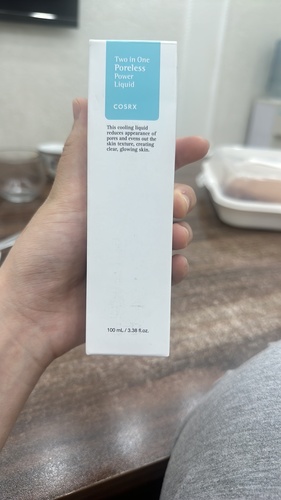 Two in One
Poreless
Power
Liquid
COSRX
This cooling liquid
reduces appearance of
pores and evens out the
skin texture, creating
clear, glowing skin.
100 mL / 3.38 fl.oz.